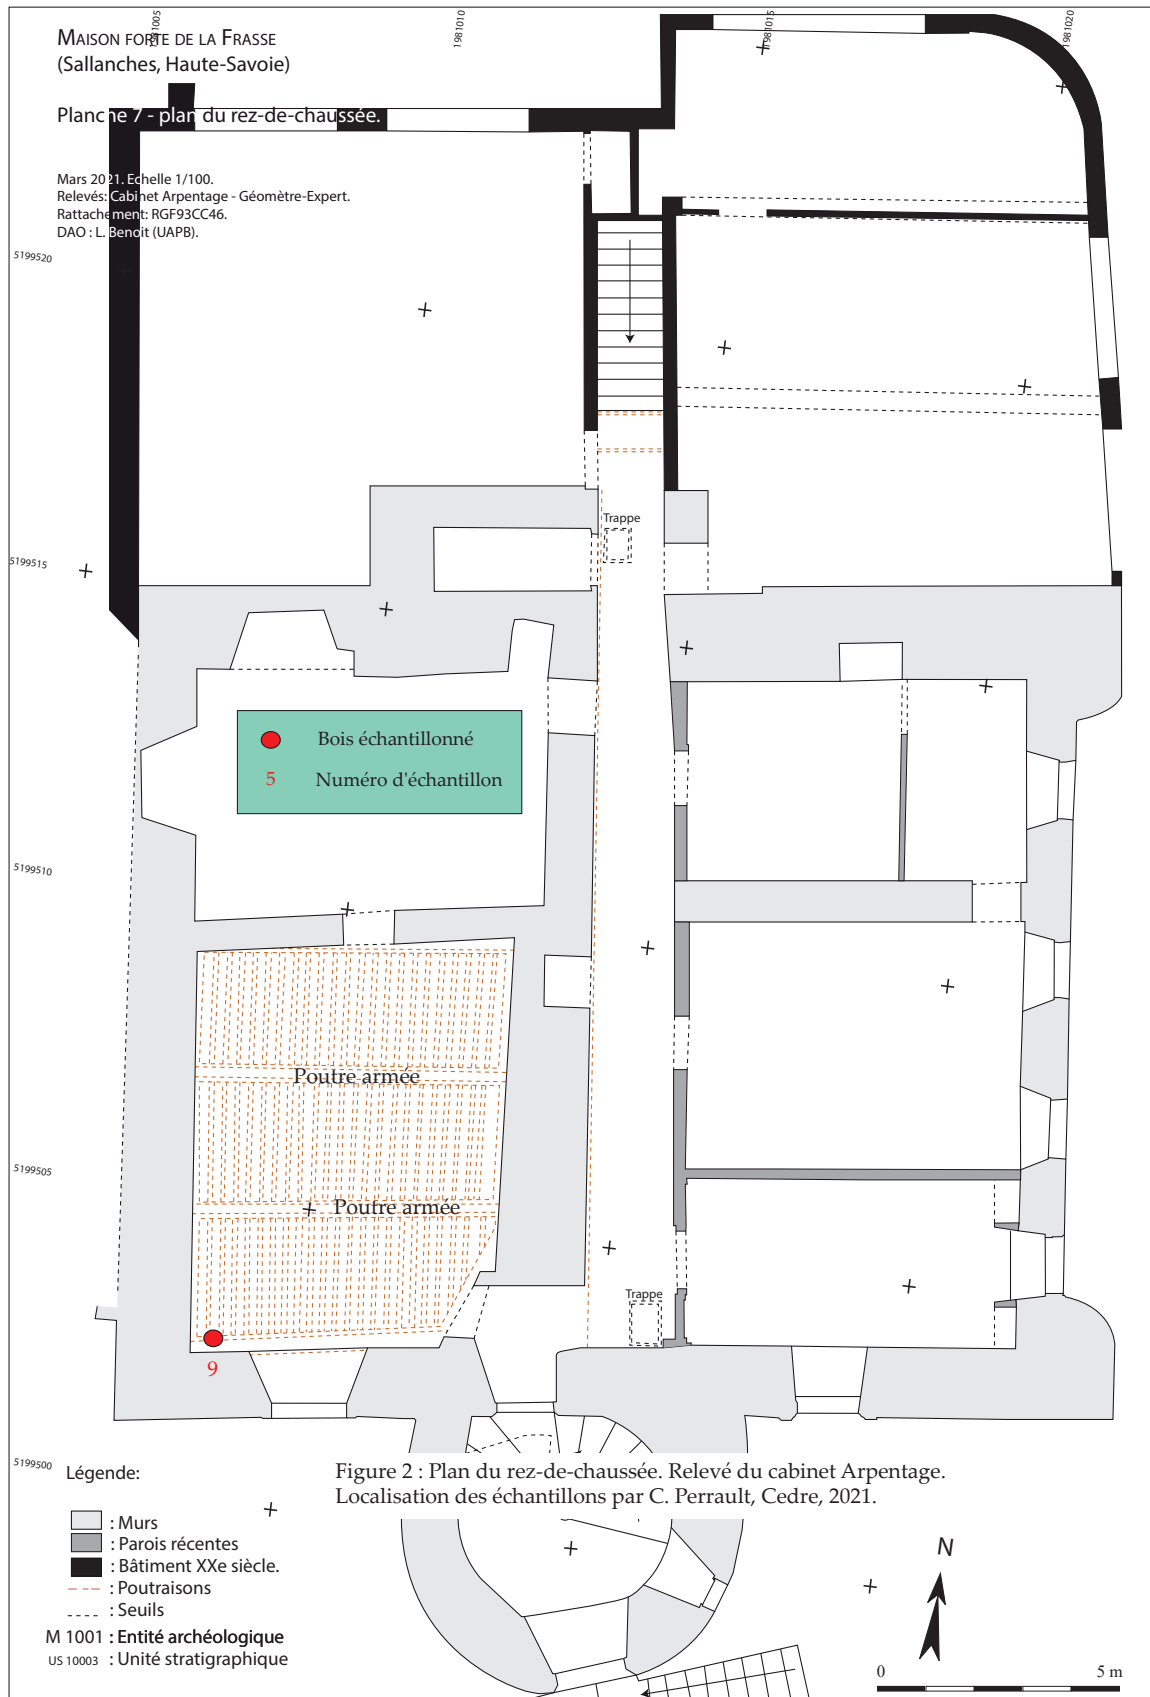 1981005
1981010
1981015
1981020
MAISON FORTE DE LA FRASSE
(Sallanches, Haute-Savoie)
Planche 7 - plan du rez-de-chaussée.
Mars 2021. Echelle 1/100.
Relevés: Cabinet Arpentage - Géomètre-Expert.
Rattachement: RGF93CC46.
DAO : L. Benoit (UAPB).
5199520
Trappe
5199515
Bois échantillonné
5 Numéro d'échantillon
5199510
Poutre armée
5199505
Poutre armée
Trappe
9
5199500
Légende:
Figure 2 : Plan du rez-de-chaussée. Relevé du cabinet Arpentage.
Localisation des échantillons par C. Perrault, Cedre, 2021.
: Murs
: Parois récentes
: Bâtiment XXe siècle.
: Poutraisons
: Seuils
M 1001 : Entité archéologique
US 10003 : Unité stratigraphique
N
0 5 m